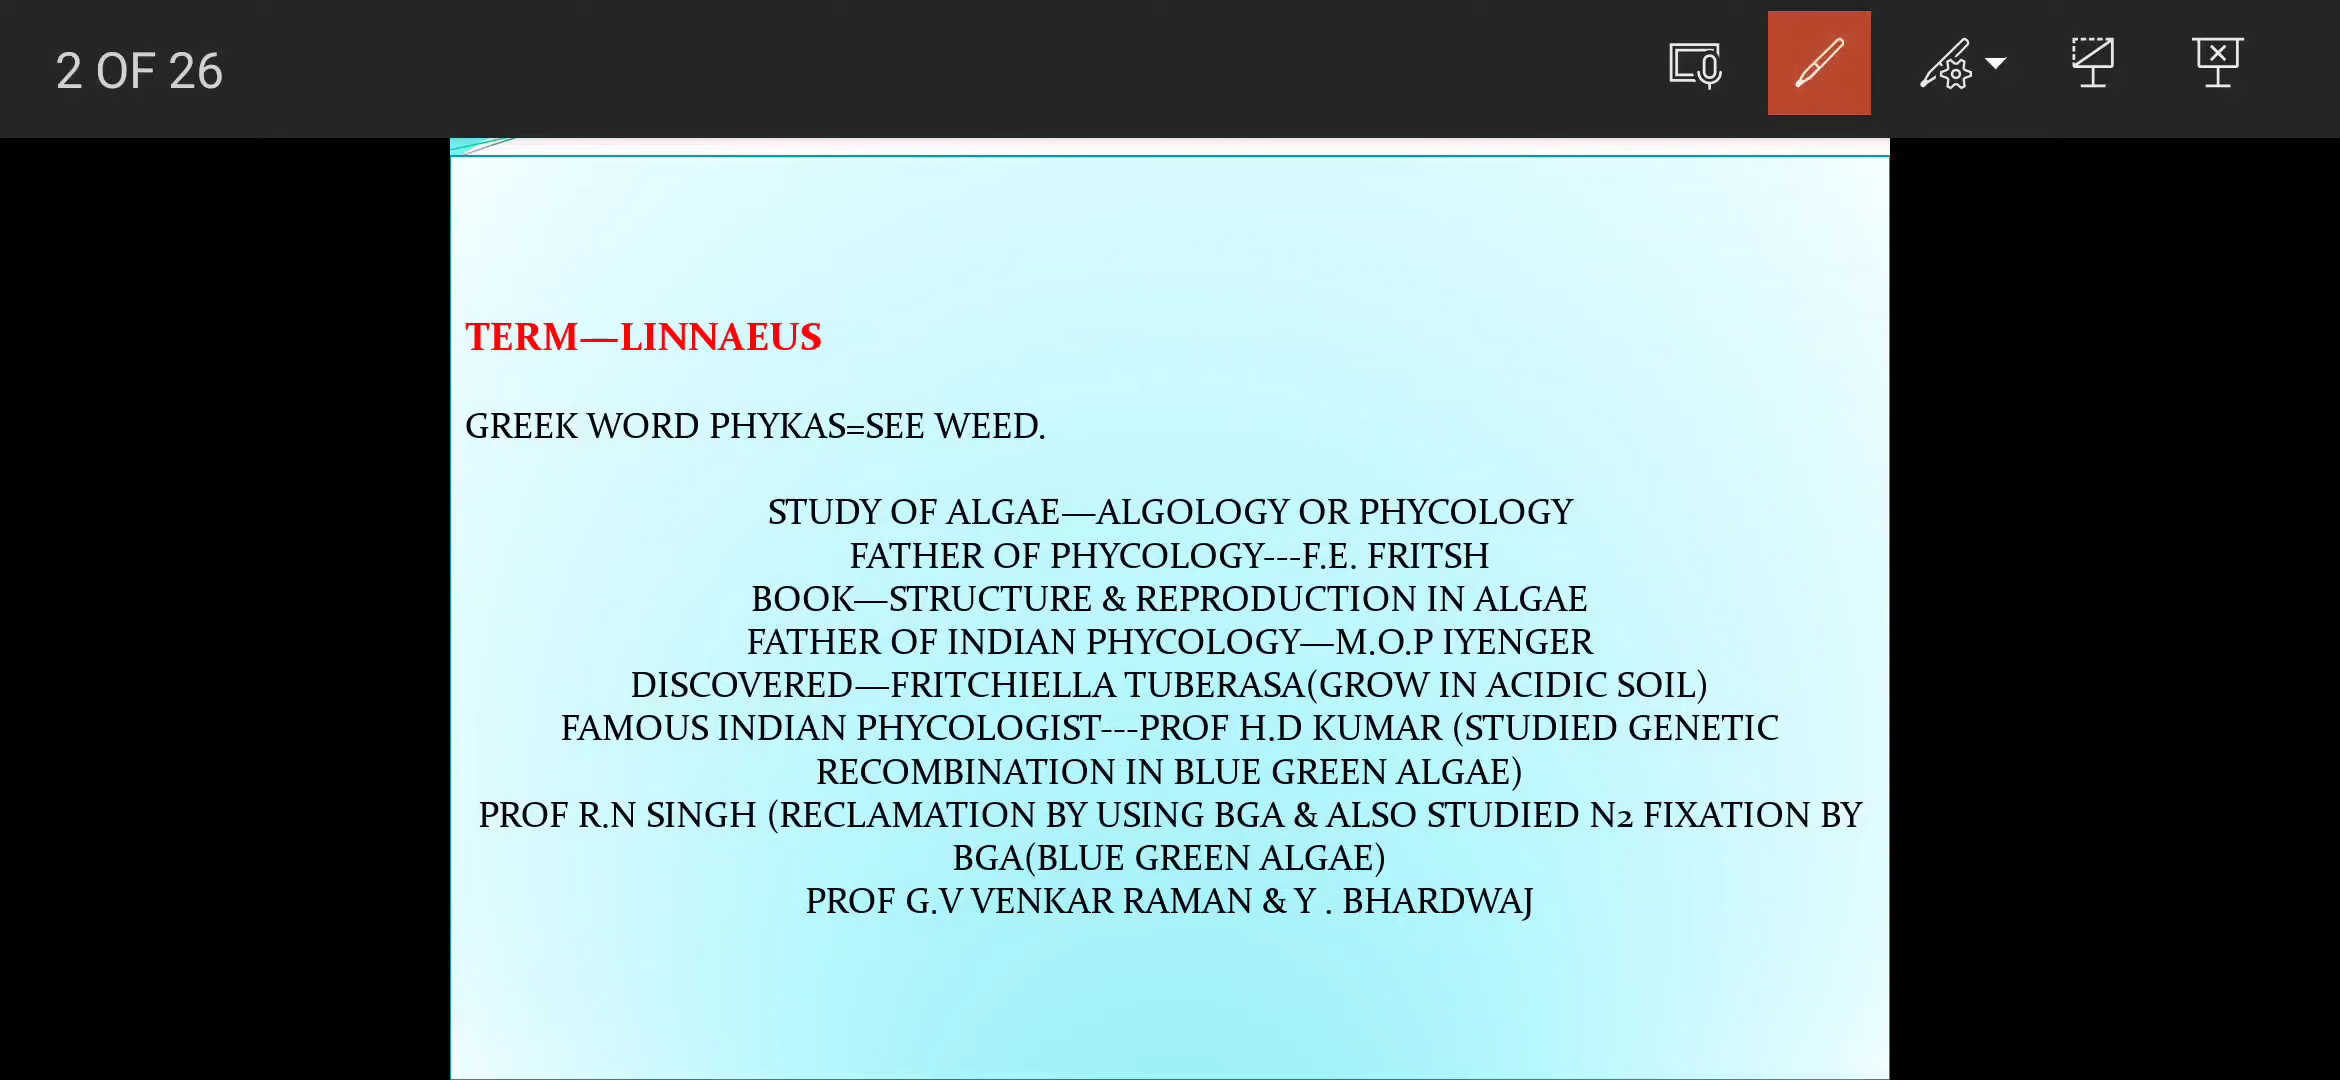 2 OF 26
TERM—LINNAEUS
GREEK WORD PHYKAS=SEE WEED.
STUDY OF ALGAE—ALGOLOGY OR PHYCOLOGY
FATHER OF PHYCOLOGY---F.E. FRITSH
BOOK—STRUCTURE & REPRODUCTION IN ALGAE
FATHER OF INDIAN PHYCOLOGY—M.O.P IYENGER
DISCOVERED—FRITCHIELLA TUBERASA(GROW IN ACIDIC SOIL)
FAMOUS INDIAN PHYCOLOGIST---PROF H.D KUMAR (STUDIED GENETIC
RECOMBINATION IN BLUE GREEN ALGAE)
PROF R.N SINGH (RECLAMATION BY USING BGA & ALSO STUDIED N2 FIXATION BY
BGA(BLUE GREEN ALGAE)
PROF G.V VENKAR RAMAN & Y . BHARDWAJ